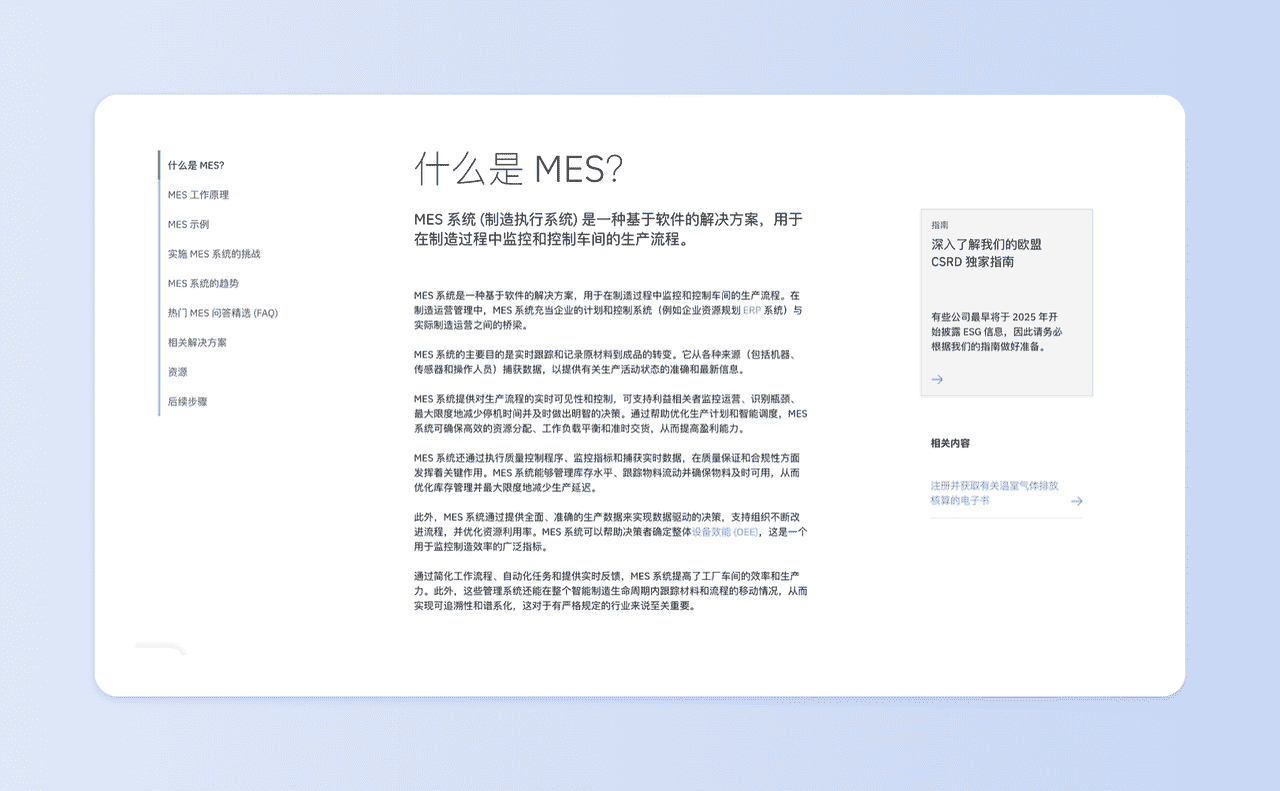 什么是 MES?
MES 工作原理
MES 示例
实施 MES 系统的挑战
MES 系统的趋势
热门 MES 问答精选 (FAQ)
相关解决方案
资源
后续步骤
什么是 MES?
MES 系统 (制造执行系统) 是一种基于软件的解决方案，用于
在制造过程中监控和控制车间的生产流程。
MES 系统是一种基于软件的解决方案，用于在制造过程中监控和控制车间的生产流程。在
制造运营管理中，MES 系统充当企业的计划和控制系统（例如企业资源规划 ERP 系统）与
实际制造运营之间的桥梁。
MES 系统的主要目的是实时跟踪和记录原材料到成品的转变。它从各种来源（包括机器、
传感器和操作人员）捕获数据，以提供有关生产活动状态的准确和最新信息。
MES 系统提供对生产流程的实时可见性和控制，可支持利益相关者监控运营、识别瓶颈、
最大限度地减少停机时间并及时做出明智的决策。通过帮助优化生产计划和智能调度，MES
系统可确保高效的资源分配、工作负载平衡和准时交货，从而提高盈利能力。
MES 系统还通过执行质量控制程序、监控指标和捕获实时数据，在质量保证和合规性方面
发挥着关键作用。MES 系统能够管理库存水平、跟踪物料流动并确保物料及时可用，从而
优化库存管理并最大限度地减少生产延迟。
此外，MES 系统通过提供全面、准确的生产数据来实现数据驱动的决策，支持组织不断改
进流程，并优化资源利用率。MES 系统可以帮助决策者确定整体设备效能 (OEE)，这是一个
用于监控制造效率的广泛指标。
通过简化工作流程、自动化任务和提供实时反馈，MES 系统提高了工厂车间的效率和生产
力。此外，这些管理系统还能在整个智能制造生命周期内跟踪材料和流程的移动情况，从而
实现可追溯性和谱系化，这对于有严格规定的行业来说至关重要。
指南
深入了解我们的欧盟
CSRD 独家指南
有些公司最早将于 2025 年开
始披露 ESG 信息，因此请务必
根据我们的指南做好准备。
相关内容
注册并获取有关温室气体排放
核算的电子书